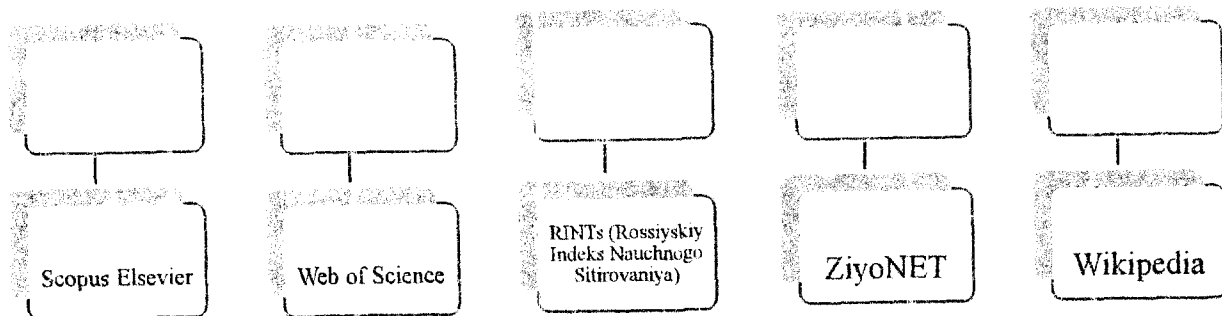 Scopus Elsevier
Web of Science
RINTs (Rossiyskiy
Indeks Nauchnogo
Sitirovaniya)
ZiyoNET
Wikipedia